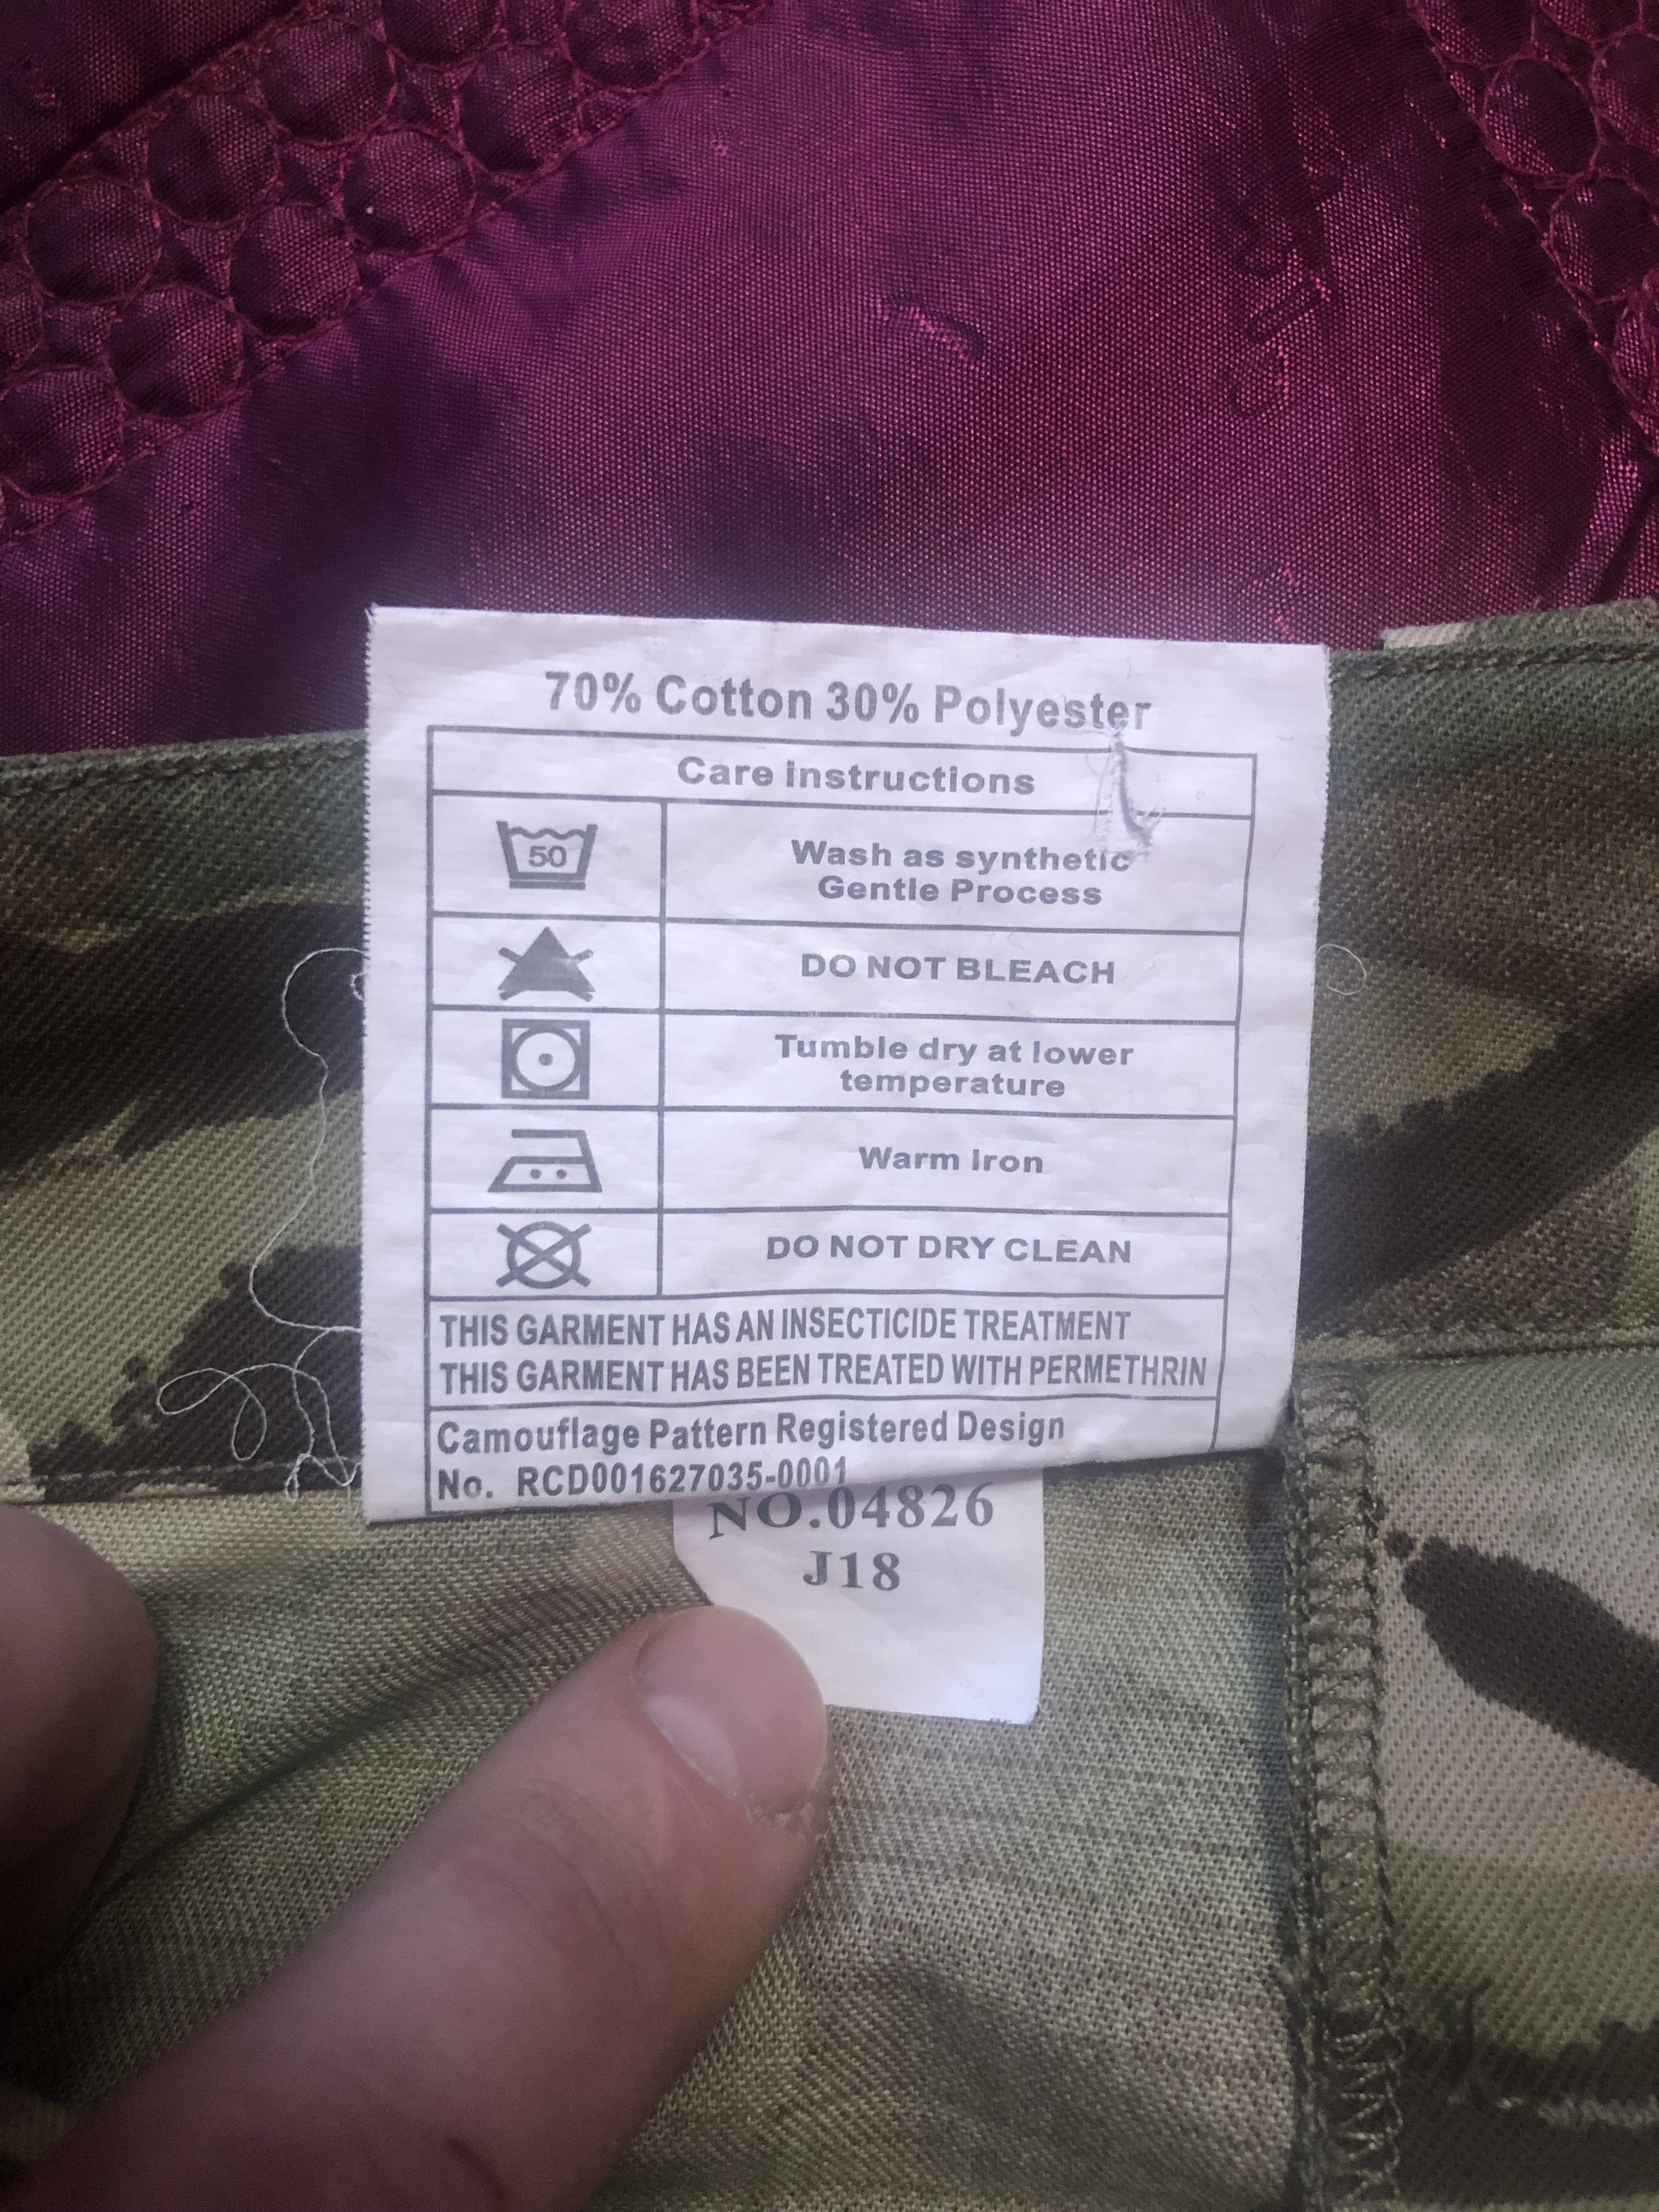 70% Cotton 30% Polyester
Care Instructions
50
Wash as synthetic
Gentle Process
DO NOT BLEACH
Tumble dry at lower
temperature
Warm Iron
DO NOT DRY CLEAN
THIS GARMENT HAS AN INSECTICIDE TREATMENT
THIS GARMENT HAS BEEN TREATED WITH PERMETHRIN
Camouflage Pattern Registered Design
No. RCD001627035-0001
NO.04826
J18